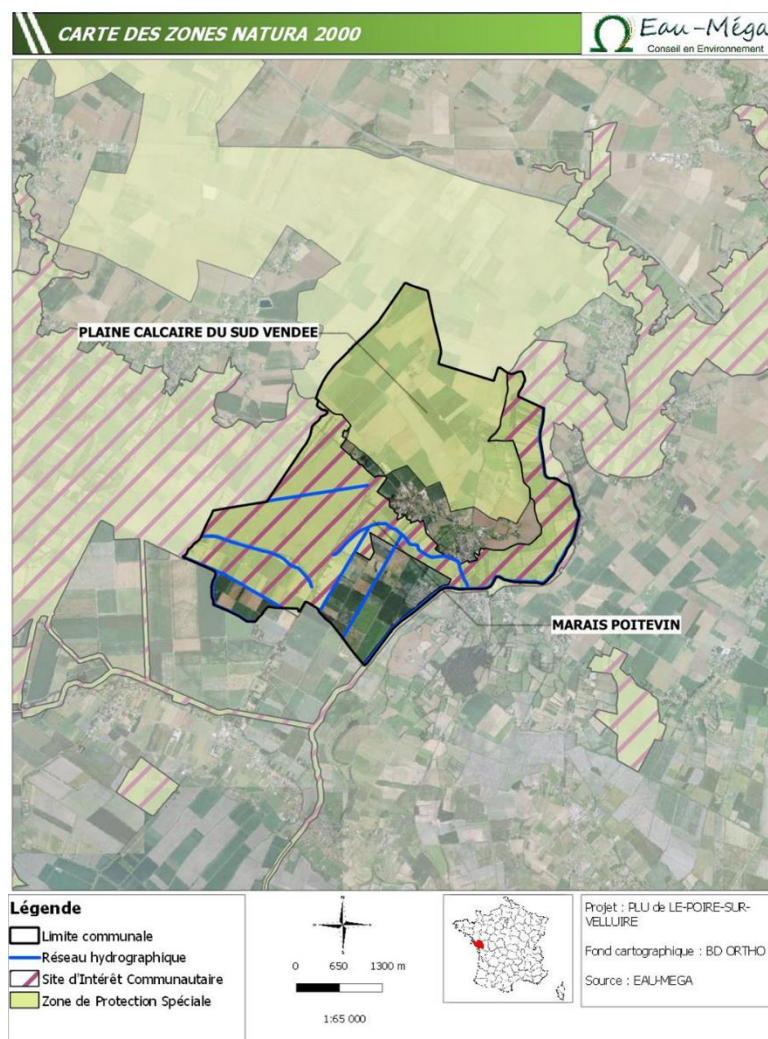 CARTE DES ZONES NATURA 2000
Eau-Méga
Conseil en Environnement
PLAINE CALCAIRE DU SUD VENDEE
MARAIS POITEVIN
Légende
Limite communale
Réseau hydrographique
Site d'Intérêt Communautaire
Zone de Protection Spéciale
0 650 1300 m
1:65 000
Projet : PLU de LE-POIRE-SUR-
VELLUIRE
Fond cartographique : BD ORTHO
Source : EAU-MEGA